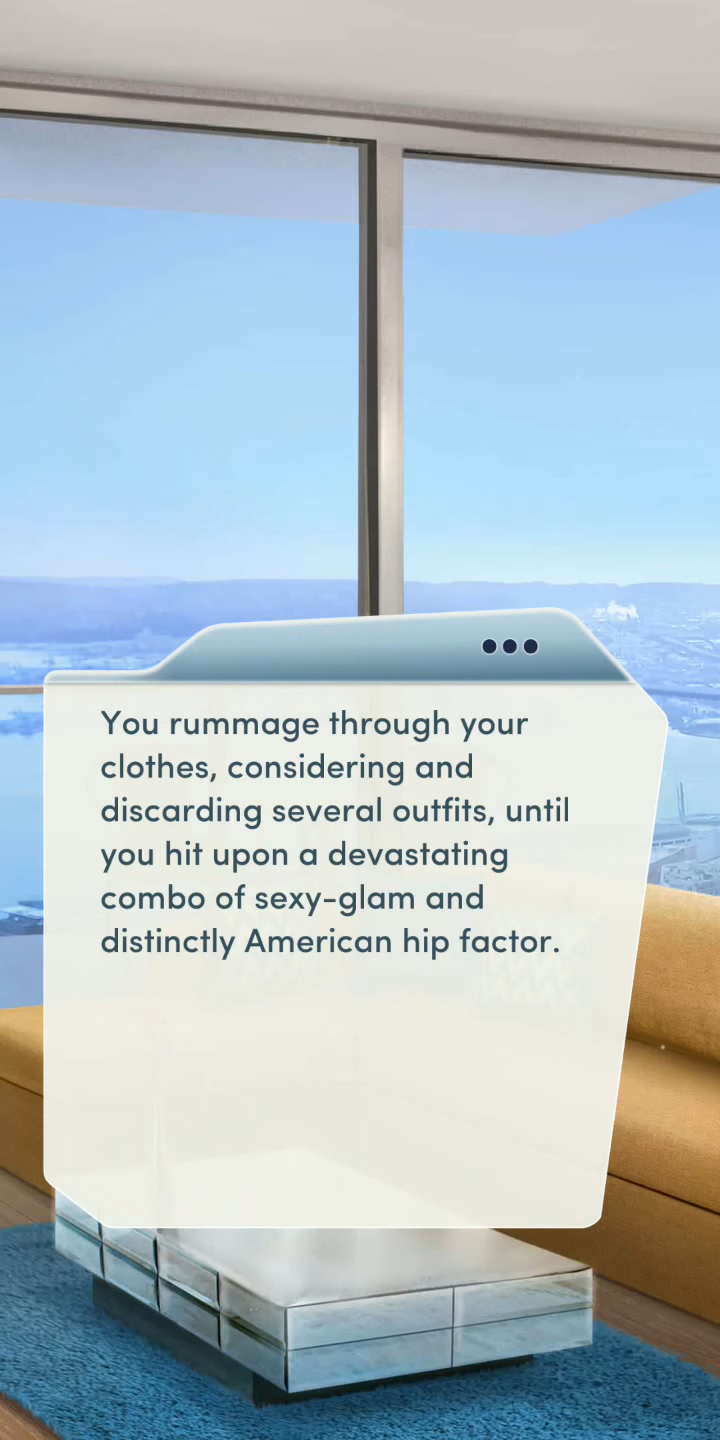 You rummage through your
clothes, considering and
discarding several outfits, until
you hit upon a devastating
combo of sexy-glam and
distinctly American hip factor.